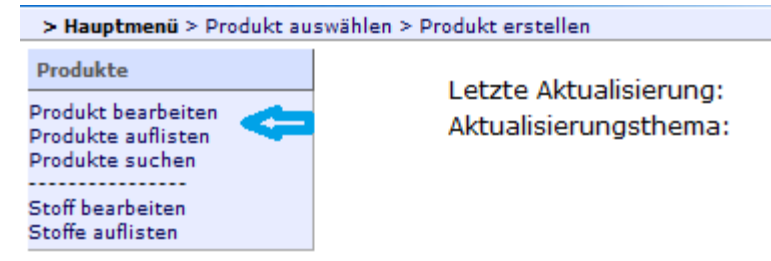 > Hauptmenü > Produkt auswählen > Produkt erstellen
Produkte
Produkt bearbeiten
Produkte auflisten
Produkte suchen
----------------
Stoff bearbeiten
Stoffe auflisten
Letzte Aktualisierung:
Aktualisierungsthema: